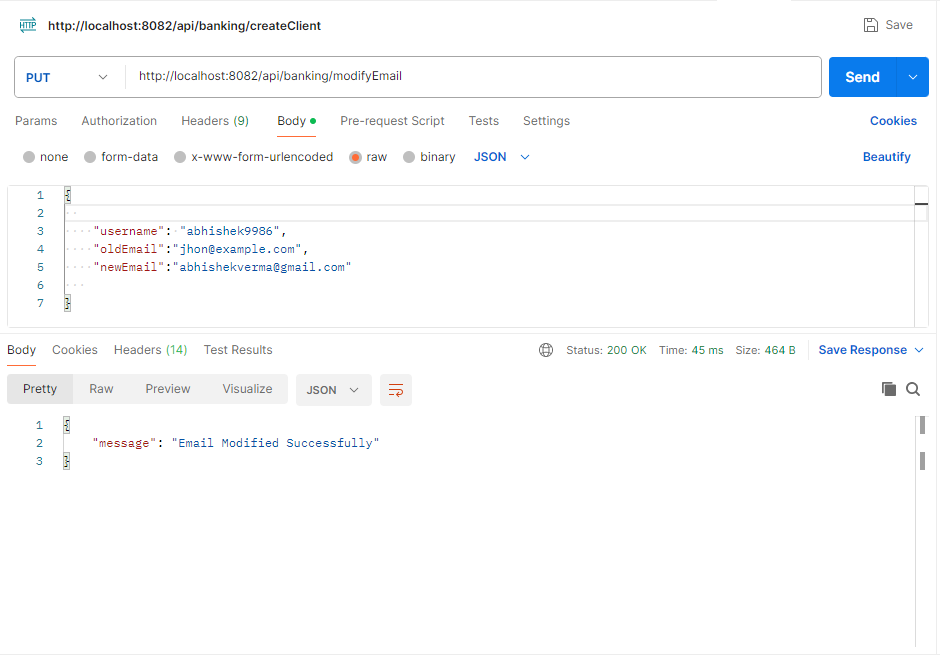 HTTP http://localhost:8082/api/banking/createClient Save
PUT http://localhost:8082/api/banking/modifyEmail Send
Params Authorization Headers (9) Body Pre-request Script Tests Settings Cookies
none form-data x-www-form-urlencoded raw binary JSON Beautify
1 {
2
3 "username": "abhishek9986",
4 "oldEmail":"jhon@example.com",
5 "newEmail":"abhishekverma@gmail.com"
6
7 }
Body Cookies Headers (14) Test Results Status: 200 OK Time: 45 ms Size: 464 B Save Response
Pretty Raw Preview Visualize JSON
1 {
2 "message": "Email Modified Successfully"
3 }